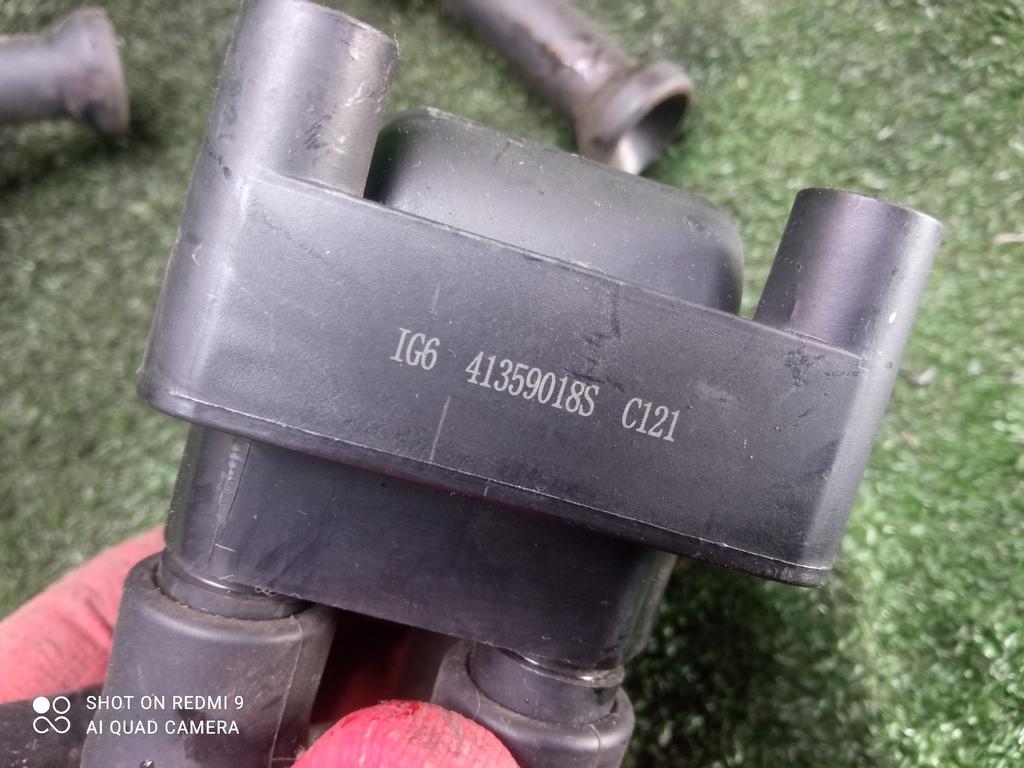 IG6 41359018S C121
SHOT ON REDMI 9
AI QUAD CAMERA